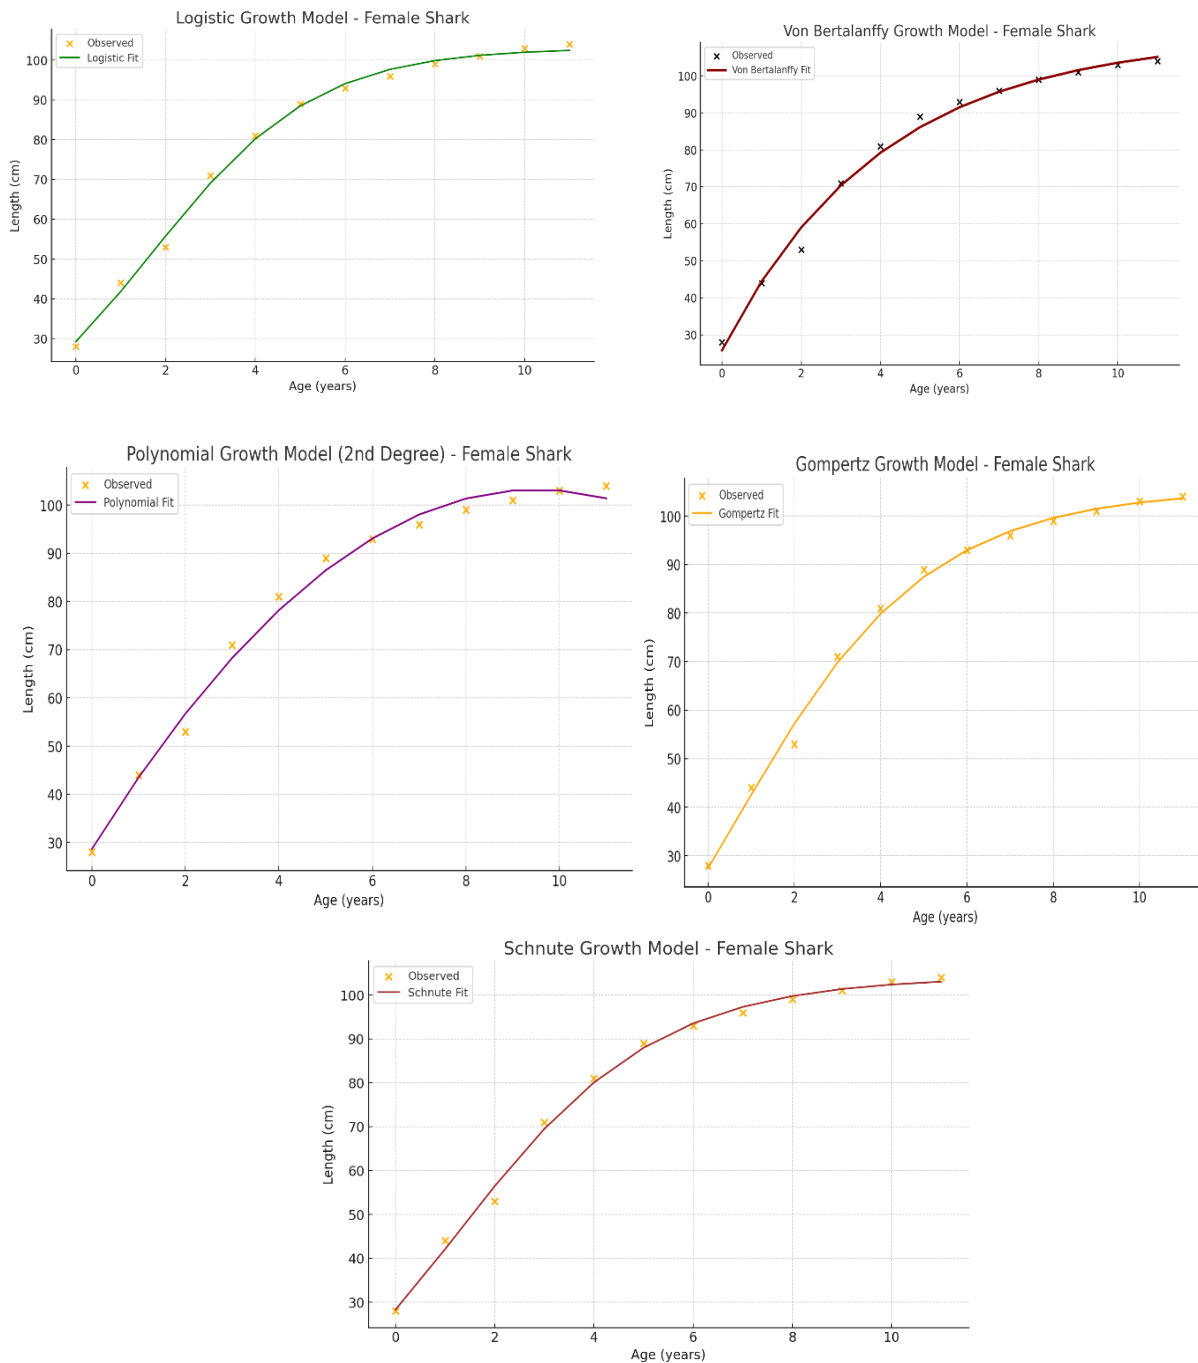 Logistic Growth Model - Female Shark
Observed
Logistic Fit
100
90
80
70
60
50
40
30
Length (cm)
0 2 4 6 8 10
Age (years)
Von Bertalanffy Growth Model - Female Shark
Observed
Von Bertalanffy Fit
100
90
80
70
60
50
40
30
Length (cm)
0 2 4 6 8 10
Age (years)
Polynomial Growth Model (2nd Degree) - Female Shark
Observed
Polynomial Fit
100
90
80
70
60
50
40
30
Length (cm)
0 2 4 6 8 10
Age (years)
Gompertz Growth Model - Female Shark
Observed
Gompertz Fit
100
90
80
70
60
50
40
30
Length (cm)
0 2 4 6 8 10
Age (years)
Schnute Growth Model - Female Shark
Observed
Schnute Fit
100
90
80
70
60
50
40
30
Length (cm)
0 2 4 6 8 10
Age (years)